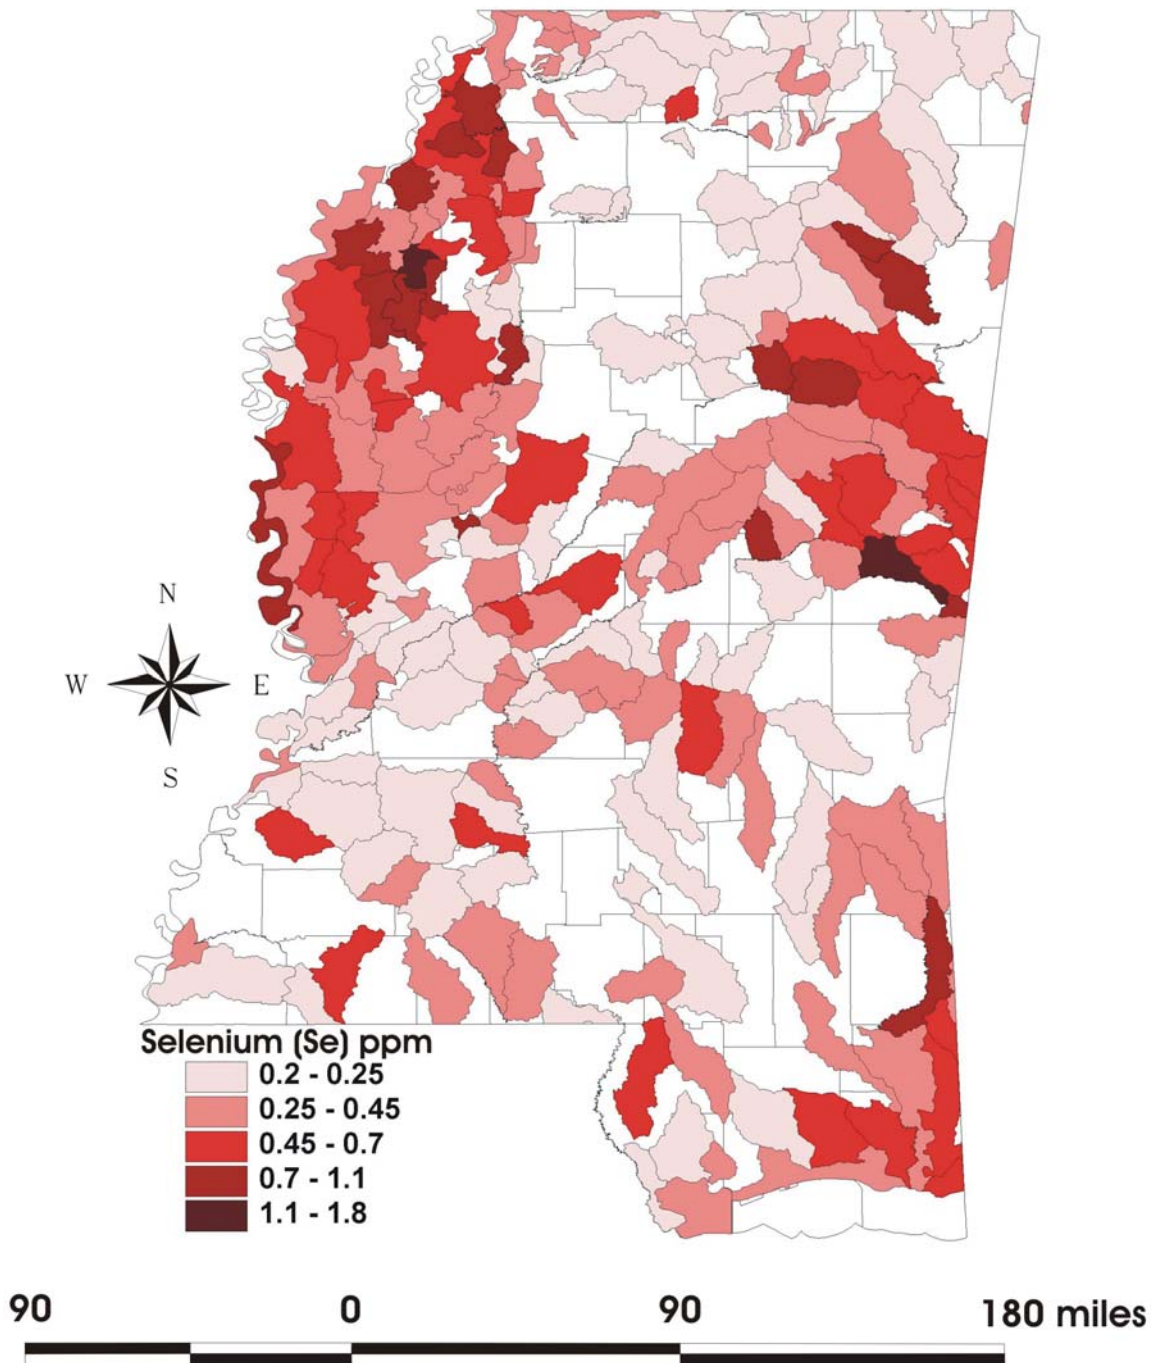 N
W E
S
Selenium (Se) ppm
0.2 - 0.25
0.25 - 0.45
0.45 - 0.7
0.7 - 1.1
1.1 - 1.8
90 0 90 180 miles